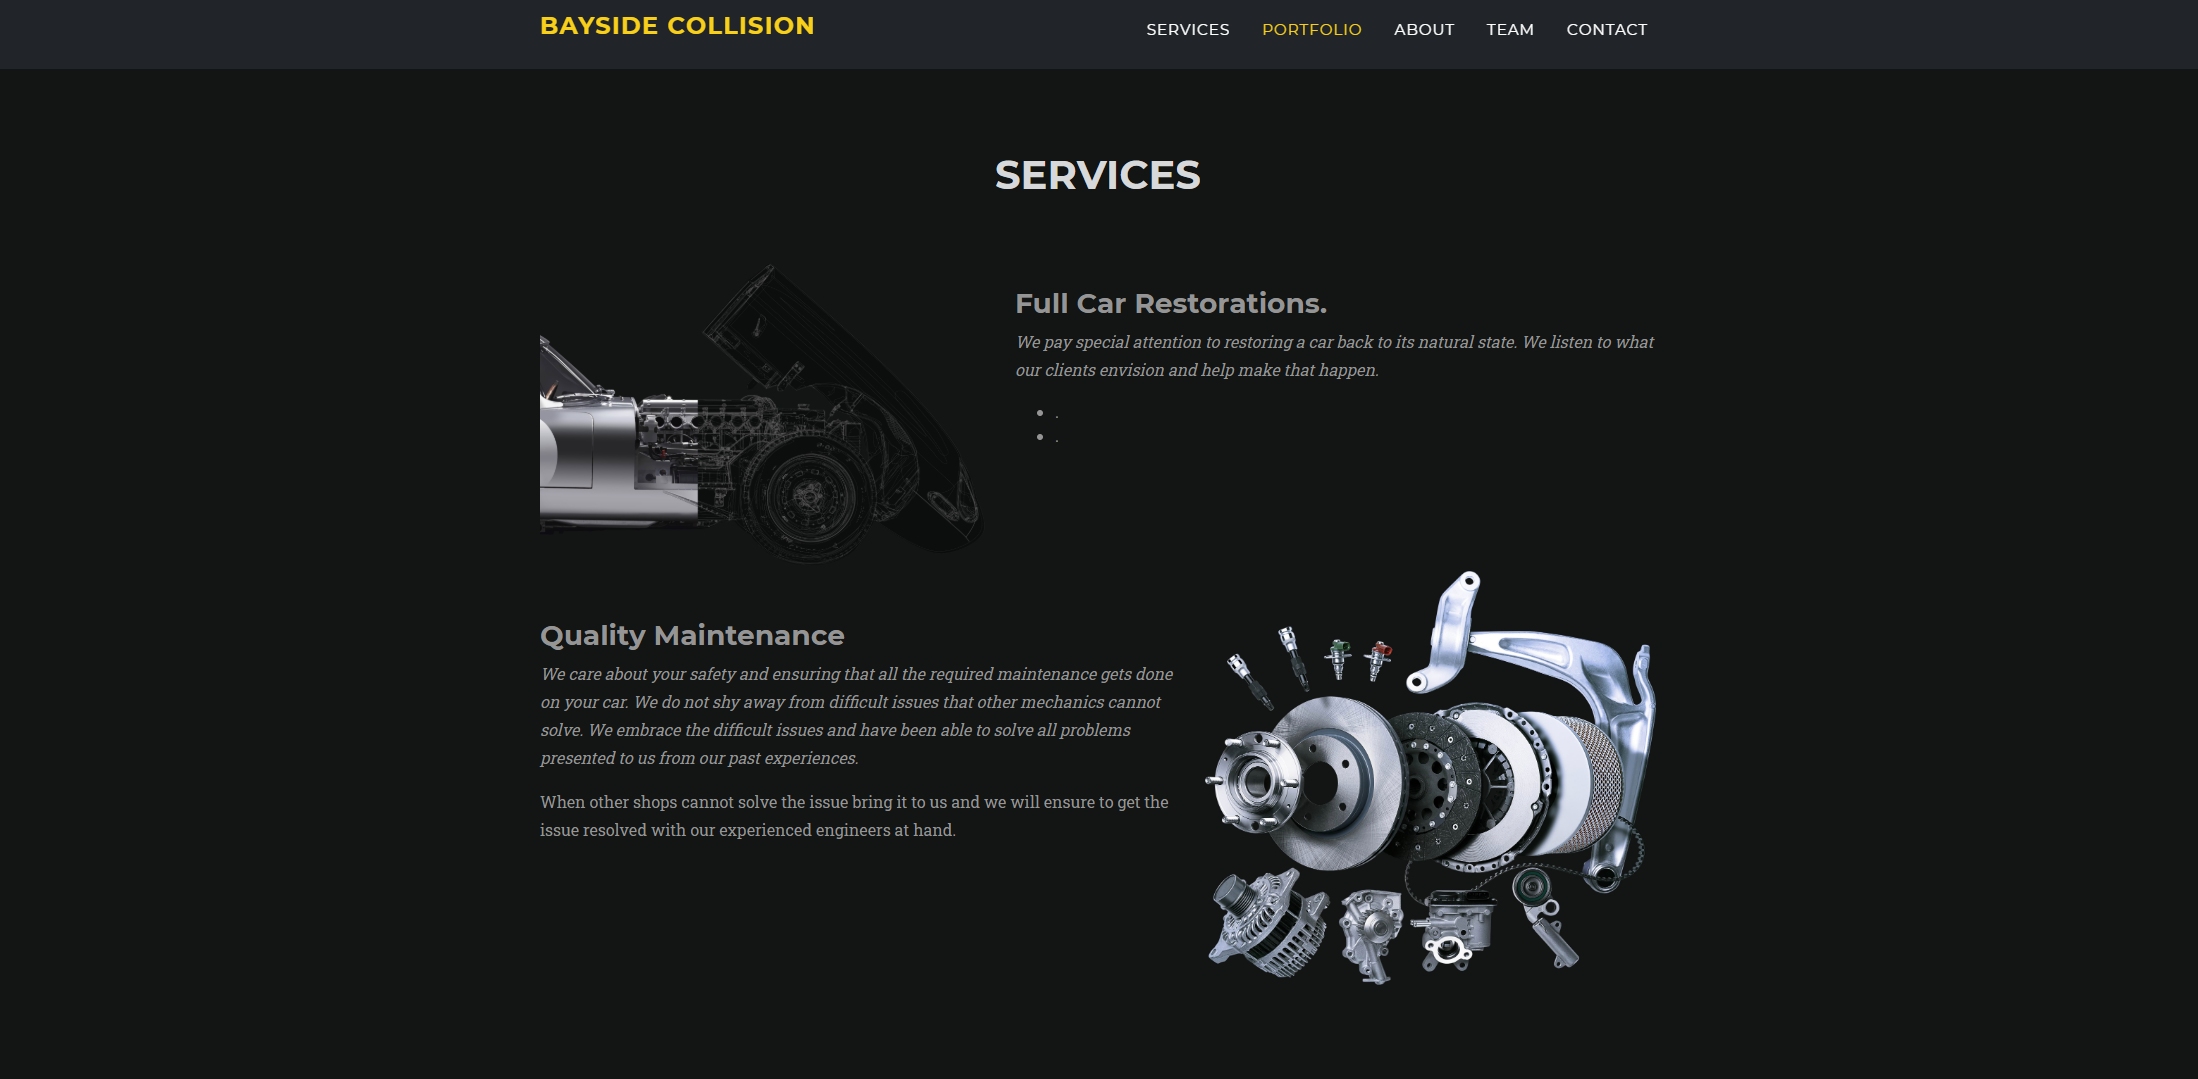 BAYSIDE COLLISION
SERVICES PORTFOLIO ABOUT TEAM CONTACT
SERVICES
Full Car Restorations.
We pay special attention to restoring a car back to its natural state. We listen to what
our clients envision and help make that happen.
• .
• .
Quality Maintenance
We care about your safety and ensuring that all the required maintenance gets done
on your car. We do not shy away from difficult issues that other mechanics cannot
solve. We embrace the difficult issues and have been able to solve all problems
presented to us from our past experiences.
When other shops cannot solve the issue bring it to us and we will ensure to get the
issue resolved with our experienced engineers at hand.